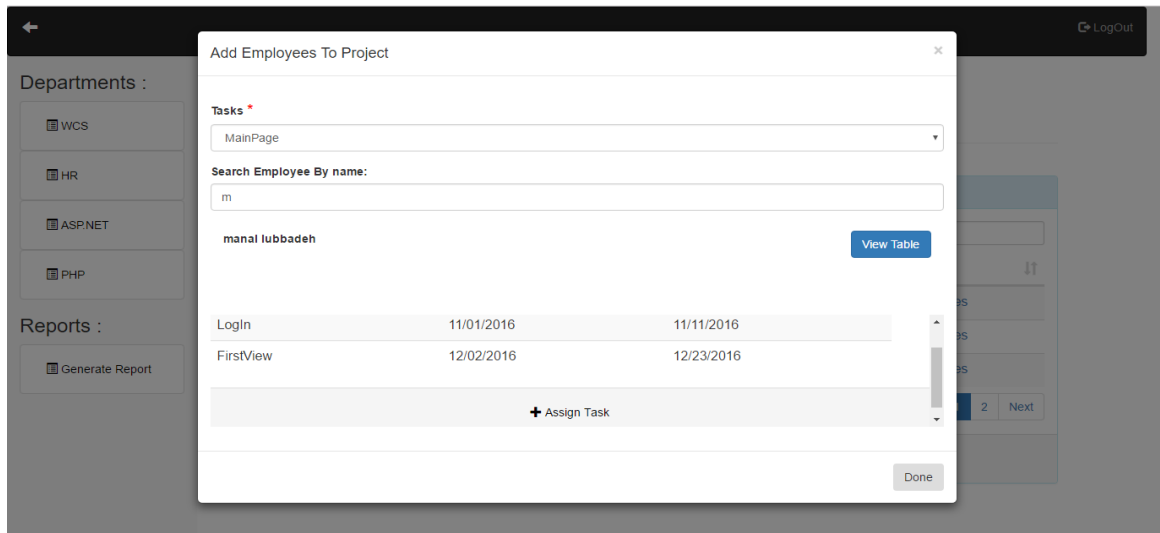 LogOut
Add Employees To Project ×
Departments :
WCS
HR
ASP.NET
PHP
Reports :
Generate Report
Tasks *
MainPage
Search Employee By name:
m
manal lubbadeh
View Table
LogIn 11/01/2016 11/11/2016
FirstView 12/02/2016 12/23/2016
Assign Task
Done
2 Next